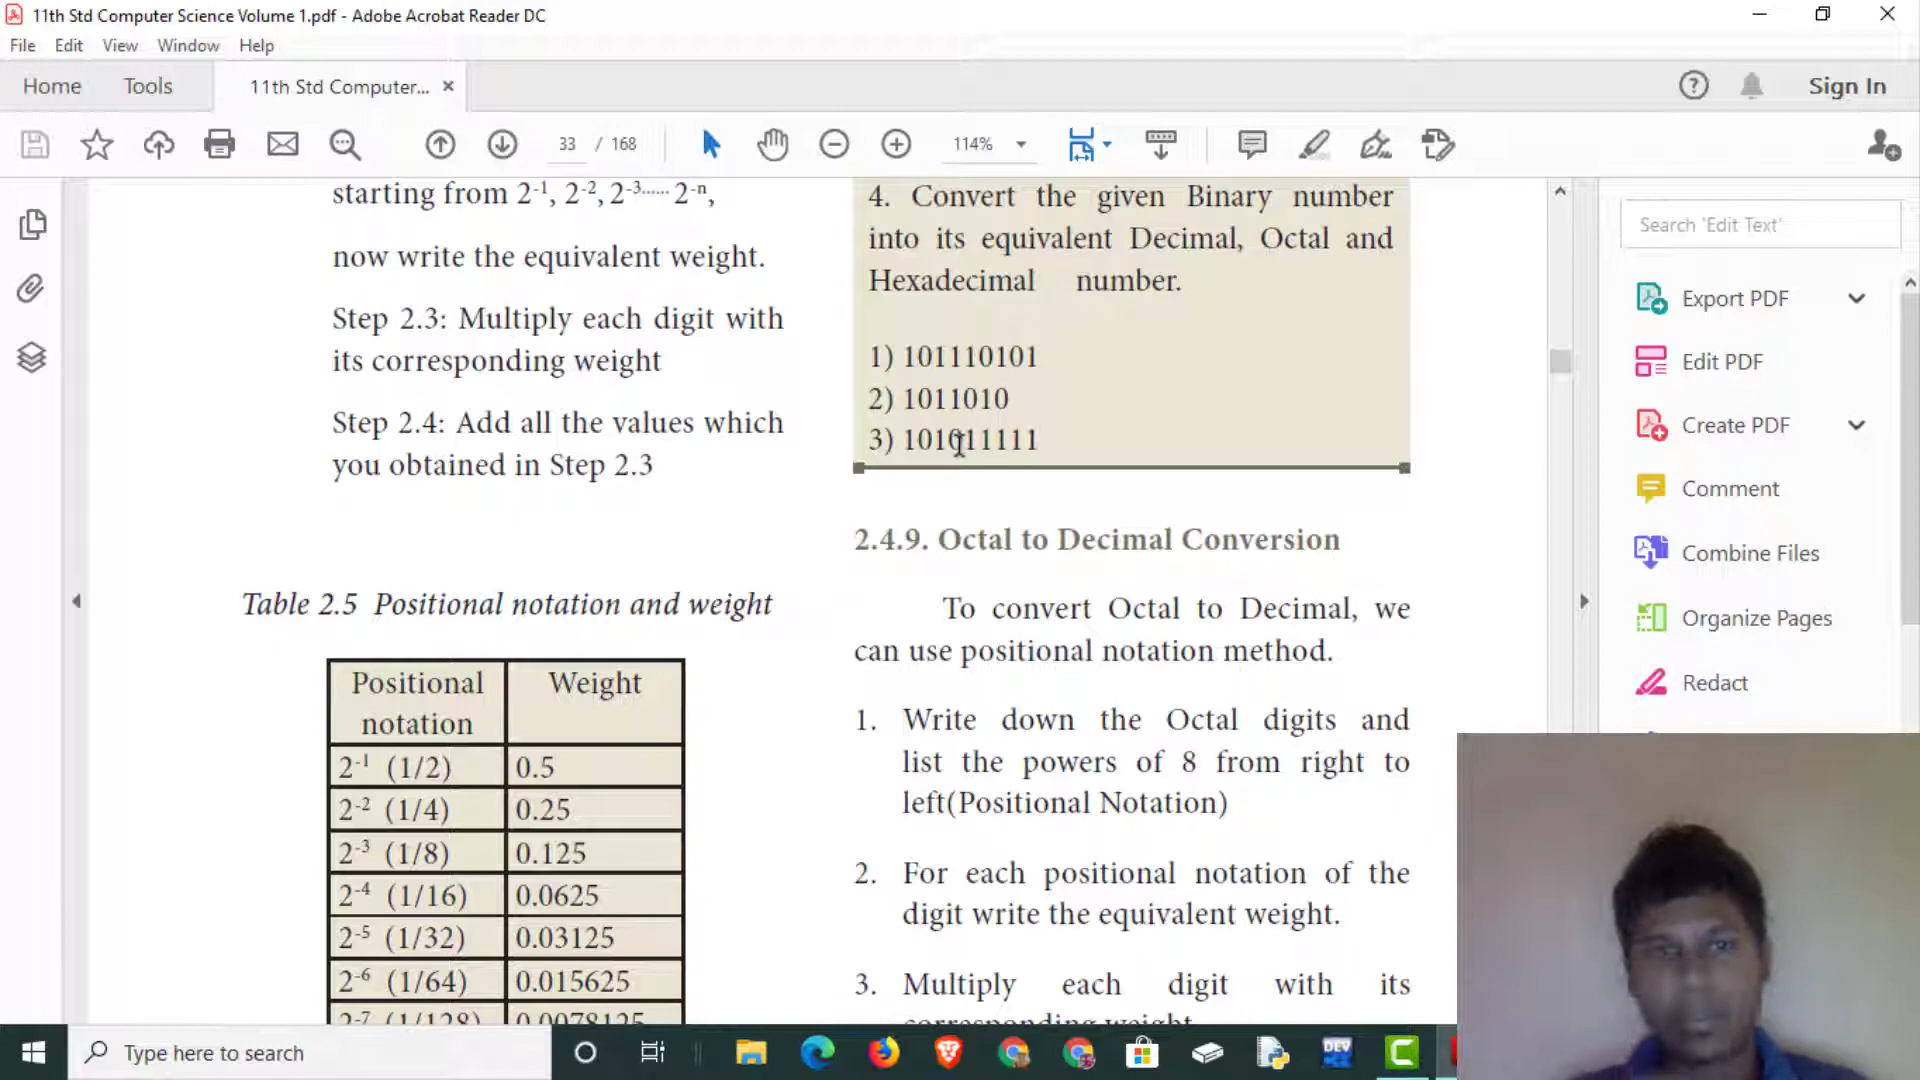 11th Std Computer Science Volume 1.pdf - Adobe Acrobat Reader DC
File Edit View Window Help
Home Tools 11th Std Computer... × Sign In
33 / 168 114%
starting from 2-1, 2-2, 2-3...... 2-n,
now write the equivalent weight.
Step 2.3: Multiply each digit with
its corresponding weight
Step 2.4: Add all the values which
you obtained in Step 2.3
Table 2.5 Positional notation and weight
Positional notation Weight
2-1 (1/2) 0.5
2-2 (1/4) 0.25
2-3 (1/8) 0.125
2-4 (1/16) 0.0625
2-5 (1/32) 0.03125
2-6 (1/64) 0.015625
2-7 (1/128) 0.0078125
4. Convert the given Binary number
into its equivalent Decimal, Octal and
Hexadecimal number.
1) 101110101
2) 1011010
3) 101011111
2.4.9. Octal to Decimal Conversion
To convert Octal to Decimal, we
can use positional notation method.
1. Write down the Octal digits and
list the powers of 8 from right to
left(Positional Notation)
2. For each positional notation of the
digit write the equivalent weight.
3. Multiply each digit with its
corresponding weight
Search 'Edit Text'
Export PDF
Edit PDF
Create PDF
Comment
Combine Files
Organize Pages
Redact
Type here to search
DEV